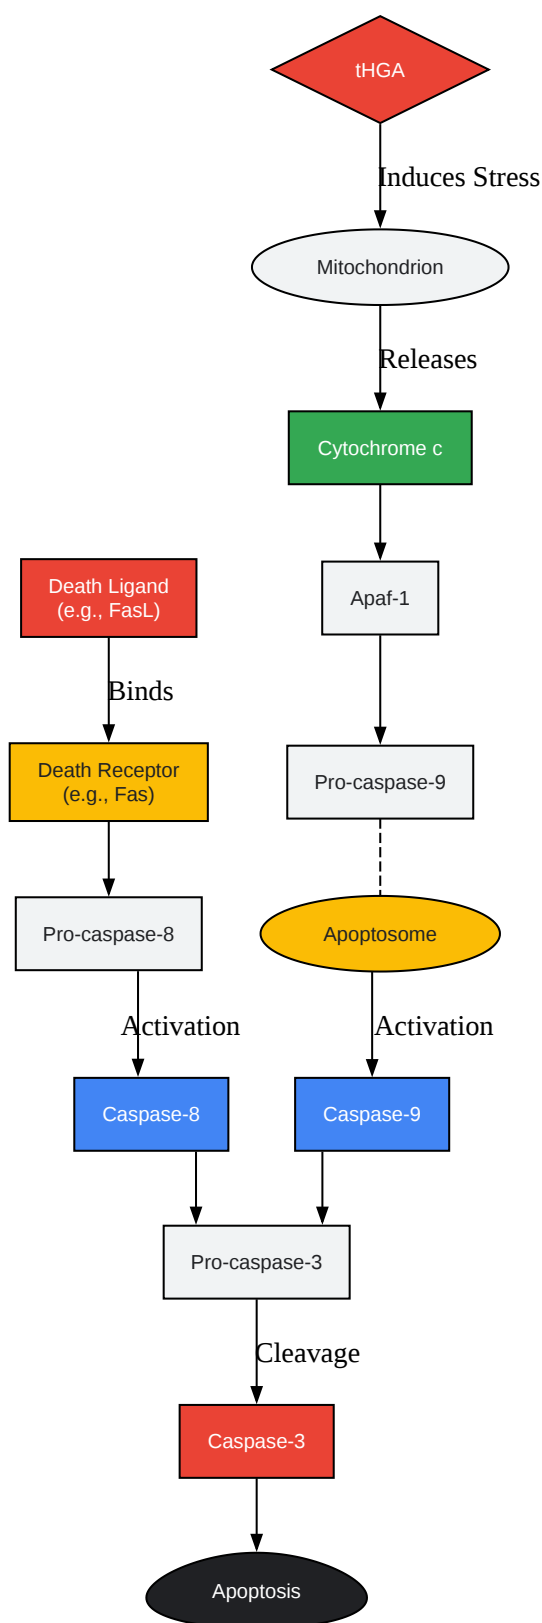 tHGA
Induces Stress
Mitochondrion
Releases
Cytochrome c
Death Ligand
(e.g., FasL)
Apaf-1
Binds
Death Receptor
(e.g., Fas)
Pro-caspase-9
Pro-caspase-8
Apoptosome
Activation
Activation
Caspase-8
Caspase-9
Pro-caspase-3
Cleavage
Caspase-3
Apoptosis